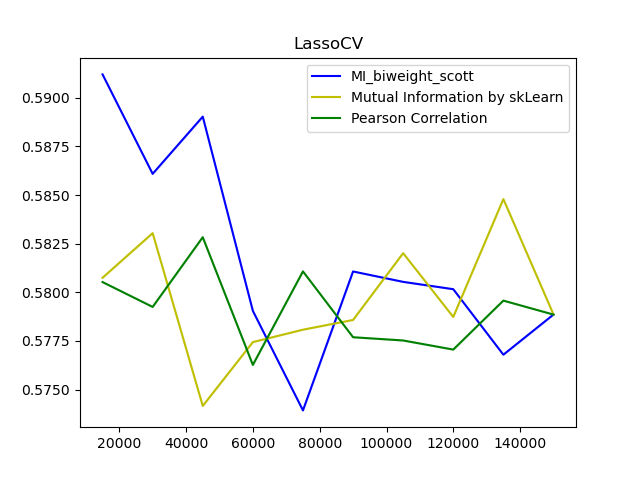 LassoCV
MI_biweight_scott
Mutual Information by skLearn
Pearson Correlation
0.5900
0.5875
0.5850
0.5825
0.5800
0.5775
0.5750
20000 40000 60000 80000 100000 120000 140000